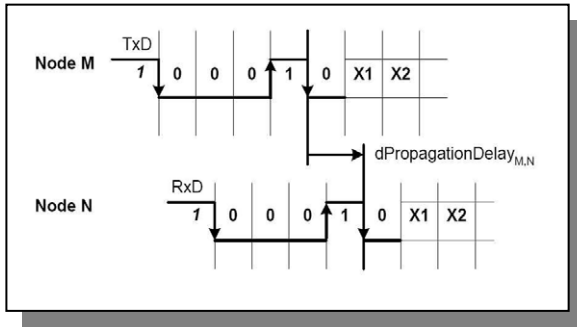 TxD
Node M
1 0 0 0 1 0 X1 X2
dPropagationDelayM,N
RxD
Node N
1 0 0 0 1 0 X1 X2